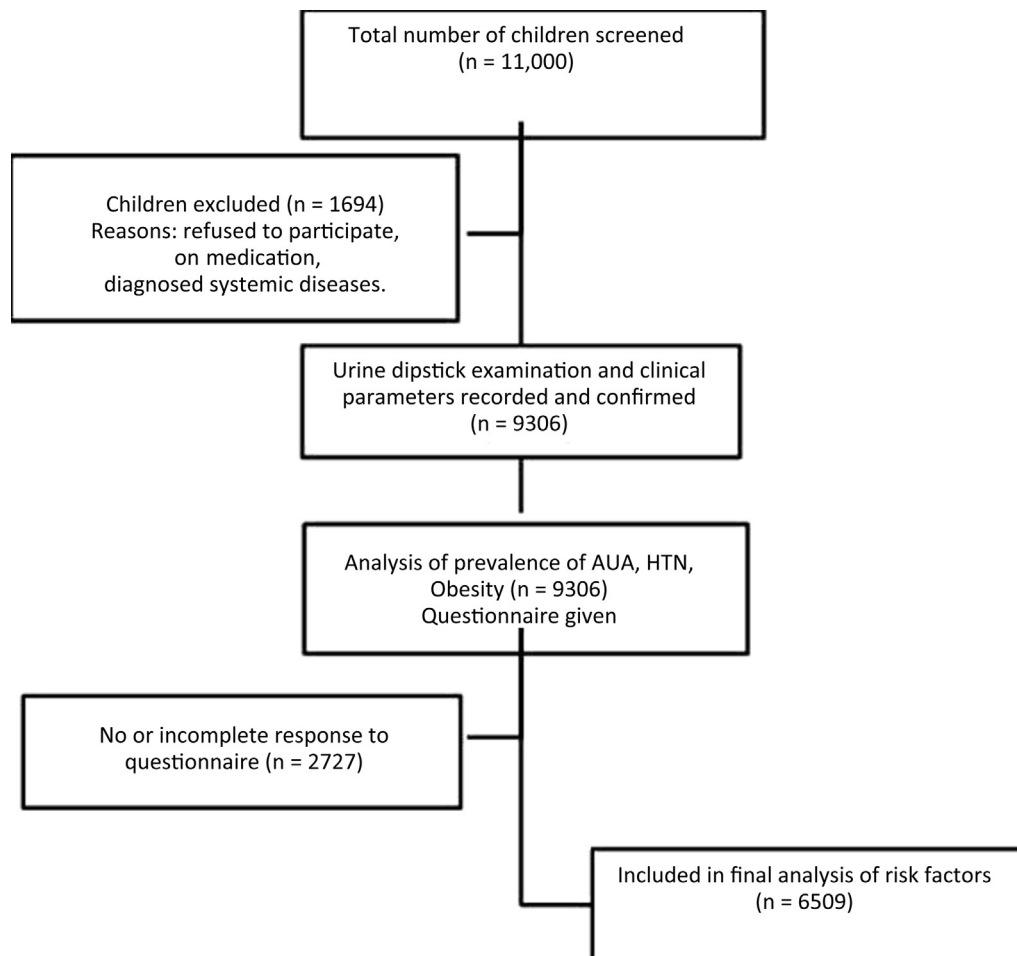 Total number of children screened
(n = 11,000)
Children excluded (n = 1694)
Reasons: refused to participate,
on medication,
diagnosed systemic diseases.
Urine dipstick examination and clinical
parameters recorded and confirmed
(n = 9306)
Analysis of prevalence of AUA, HTN,
Obesity (n = 9306)
Questionnaire given
No or incomplete response to
questionnaire (n = 2727)
Included in final analysis of risk factors
(n = 6509)